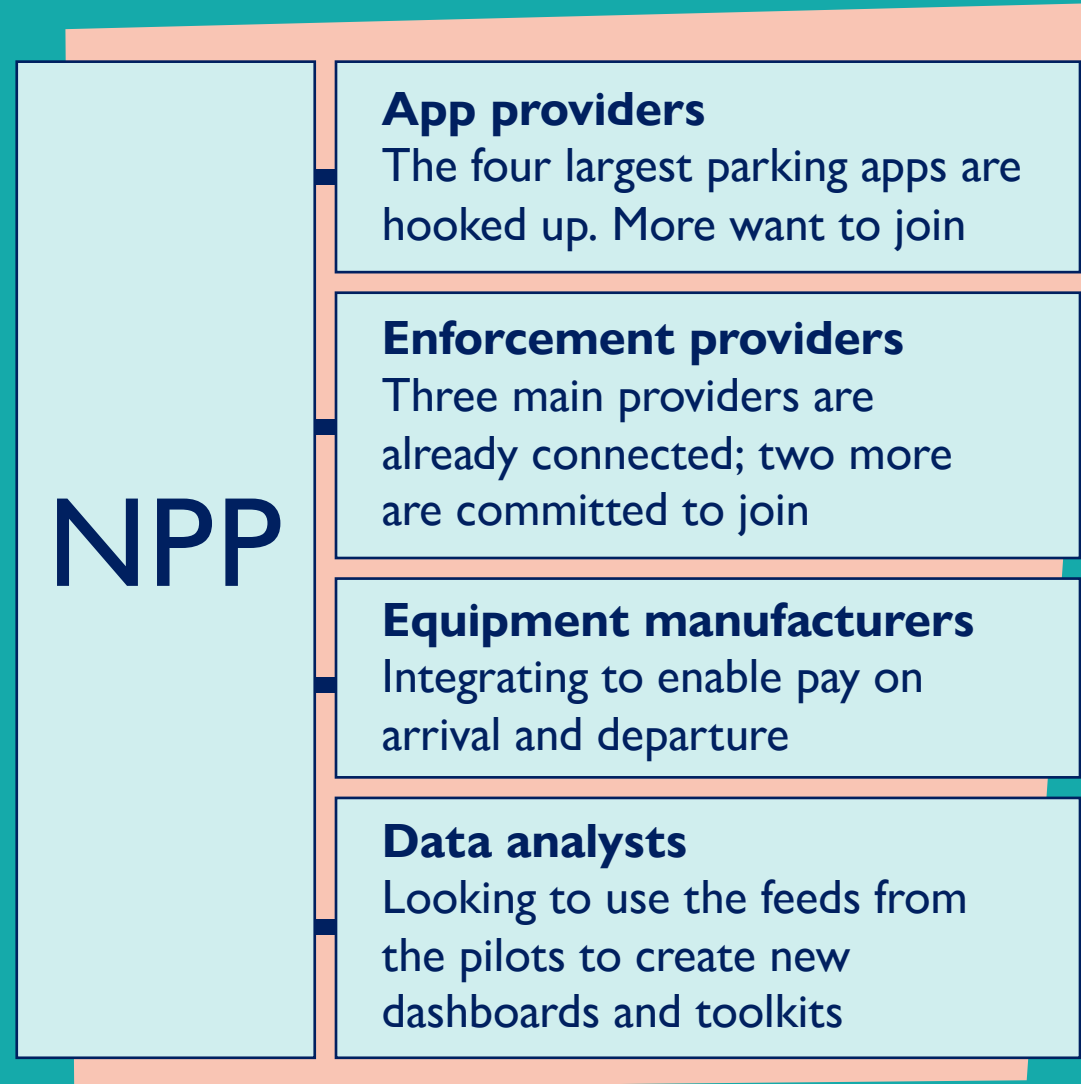 NPP
App providers
The four largest parking apps are
hooked up. More want to join
Enforcement providers
Three main providers are
already connected; two more
are committed to join
Equipment manufacturers
Integrating to enable pay on
arrival and departure
Data analysts
Looking to use the feeds from
the pilots to create new
dashboards and toolkits